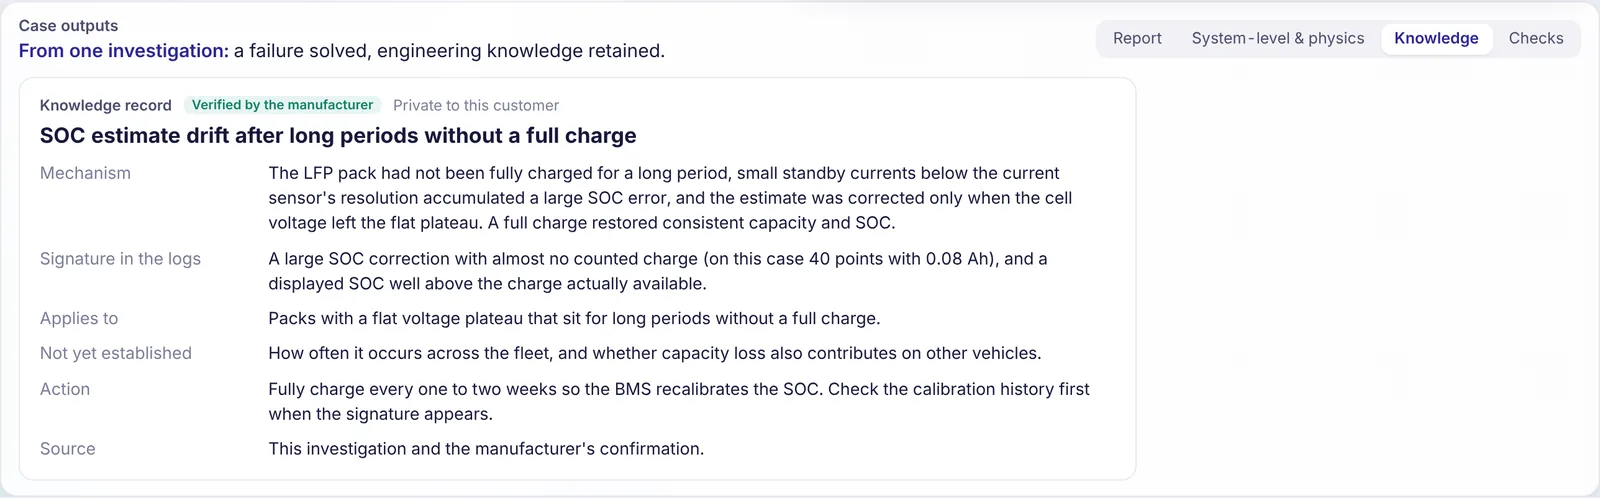 Case outputs
From one investigation: a failure solved, engineering knowledge retained.
Report System-level & physics Knowledge Checks
Knowledge record Verified by the manufacturer Private to this customer
SOC estimate drift after long periods without a full charge
Mechanism The LFP pack had not been fully charged for a long period, small standby currents below the current
sensor's resolution accumulated a large SOC error, and the estimate was corrected only when the cell
voltage left the flat plateau. A full charge restored consistent capacity and SOC.
Signature in the logs A large SOC correction with almost no counted charge (on this case 40 points with 0.08 Ah), and a
displayed SOC well above the charge actually available.
Applies to Packs with a flat voltage plateau that sit for long periods without a full charge.
Not yet established How often it occurs across the fleet, and whether capacity loss also contributes on other vehicles.
Action Fully charge every one to two weeks so the BMS recalibrates the SOC. Check the calibration history first
when the signature appears.
Source This investigation and the manufacturer's confirmation.